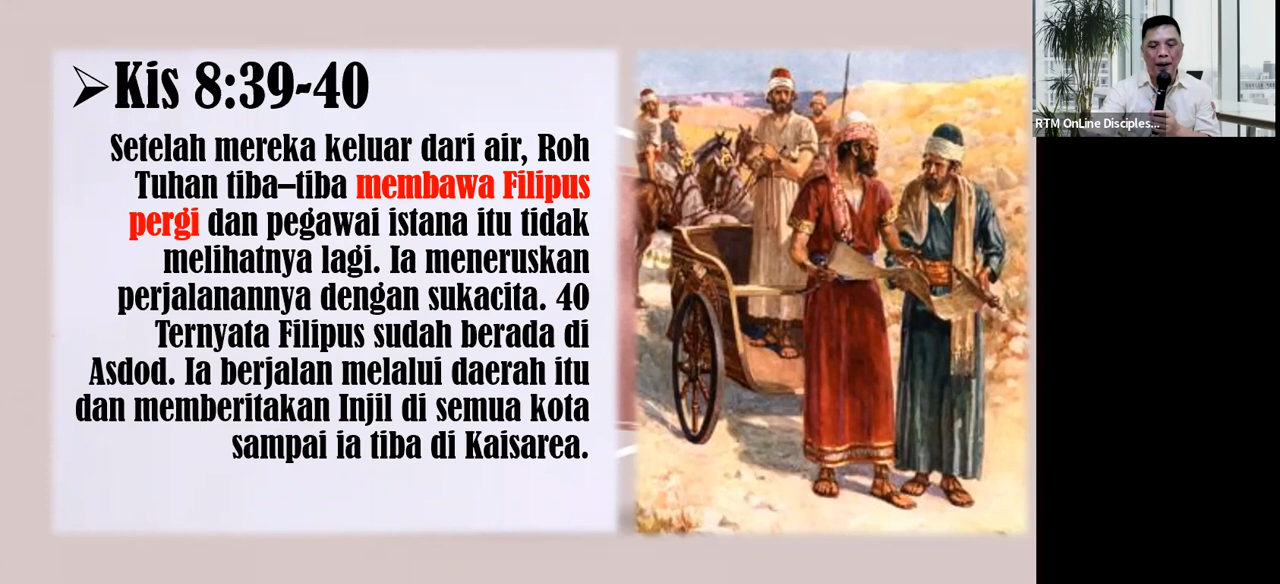 Kis 8:39-40
Setelah mereka keluar dari air, Roh
Tuhan tiba–tiba membawa Filipus
pergi dan pegawai istana itu tidak
melihatnya lagi. Ia meneruskan
perjalanannya dengan sukacita. 40
Ternyata Filipus sudah berada di
Asdod. Ia berjalan melalui daerah itu
dan memberitakan Injil di semua kota
sampai ia tiba di Kaisarea.
RTM OnLine Disciples...